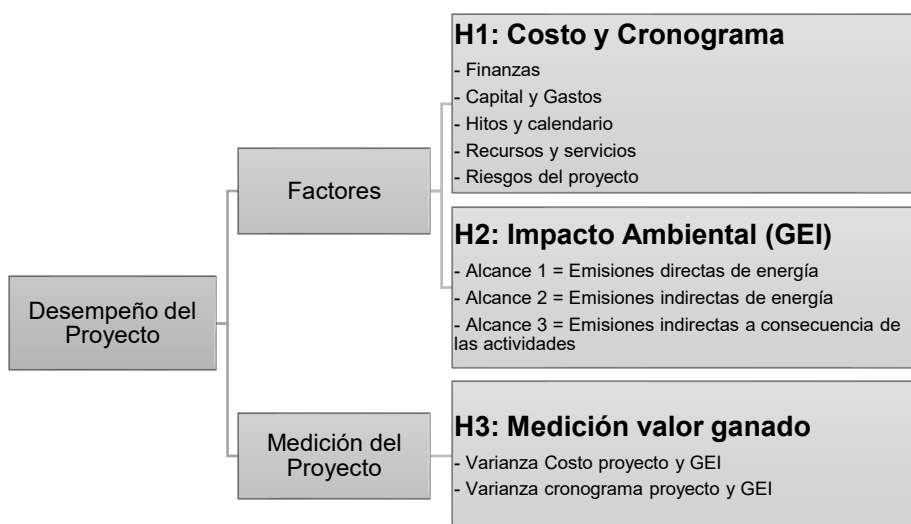 Desempeño del
Proyecto
Factores
H1: Costo y Cronograma
- Finanzas
- Capital y Gastos
- Hitos y calendario
- Recursos y servicios
- Riesgos del proyecto
H2: Impacto Ambiental (GEI)
- Alcance 1 = Emisiones directas de energía
- Alcance 2 = Emisiones indirectas de energía
- Alcance 3 = Emisiones indirectas a consecuencia de
las actividades
Medición del
Proyecto
H3: Medición valor ganado
- Varianza Costo proyecto y GEI
- Varianza cronograma proyecto y GEI